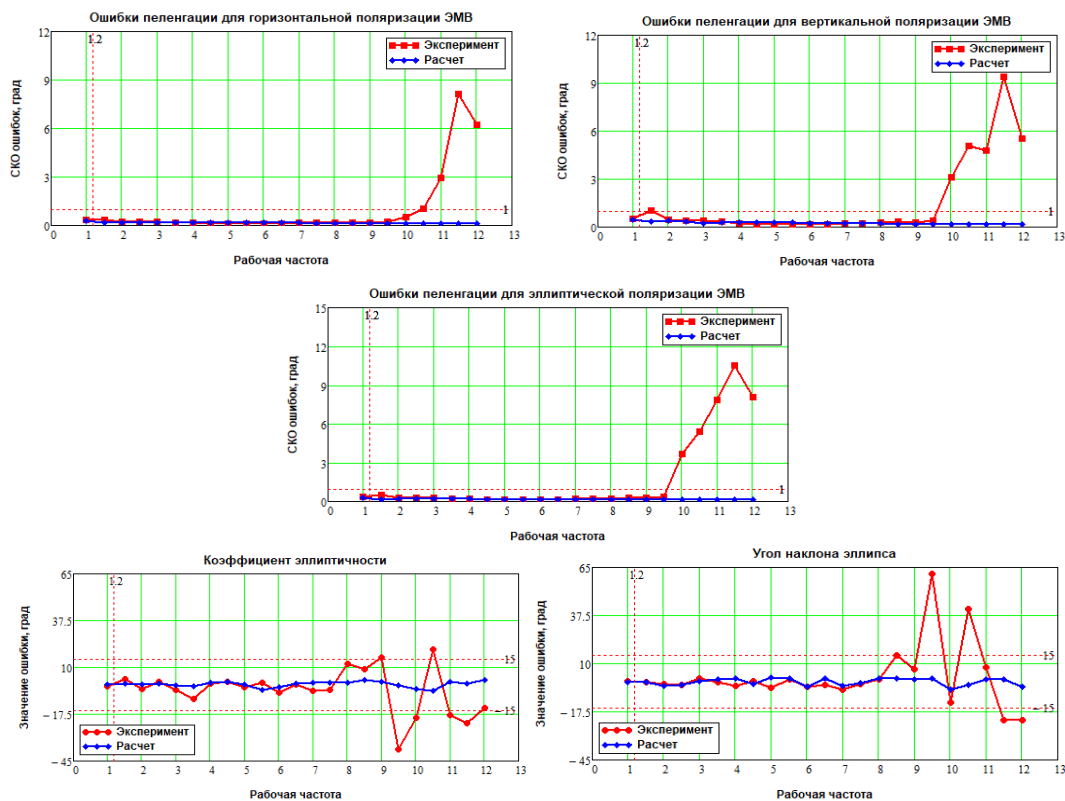 Ошибки пеленгации для горизонтальной поляризации ЭМВ
12
9
6
3
0
СКО ошибок, град
1.2
Эксперимент
Расчет
1
0 1 2 3 4 5 6 7 8 9 10 11 12 13
Рабочая частота
Ошибки пеленгации для вертикальной поляризации ЭМВ
12
9
6
3
0
СКО ошибок, град
1.2
Эксперимент
Расчет
1
0 1 2 3 4 5 6 7 8 9 10 11 12 13
Рабочая частота
Ошибки пеленгации для эллиптической поляризации ЭМВ
15
12
9
6
3
0
СКО ошибок, град
1.2
Эксперимент
Расчет
1
0 1 2 3 4 5 6 7 8 9 10 11 12 13
Рабочая частота
Коэффициент эллиптичности
65
37.5
10
−17.5
−45
Значение ошибки, град
1.2
15
−15
Эксперимент
Расчет
0 1 2 3 4 5 6 7 8 9 10 11 12 13
Рабочая частота
Угол наклона эллипса
65
37.5
10
−17.5
−45
Значение ошибки, град
1.2
15
−15
Эксперимент
Расчет
0 1 2 3 4 5 6 7 8 9 10 11 12 13
Рабочая частота